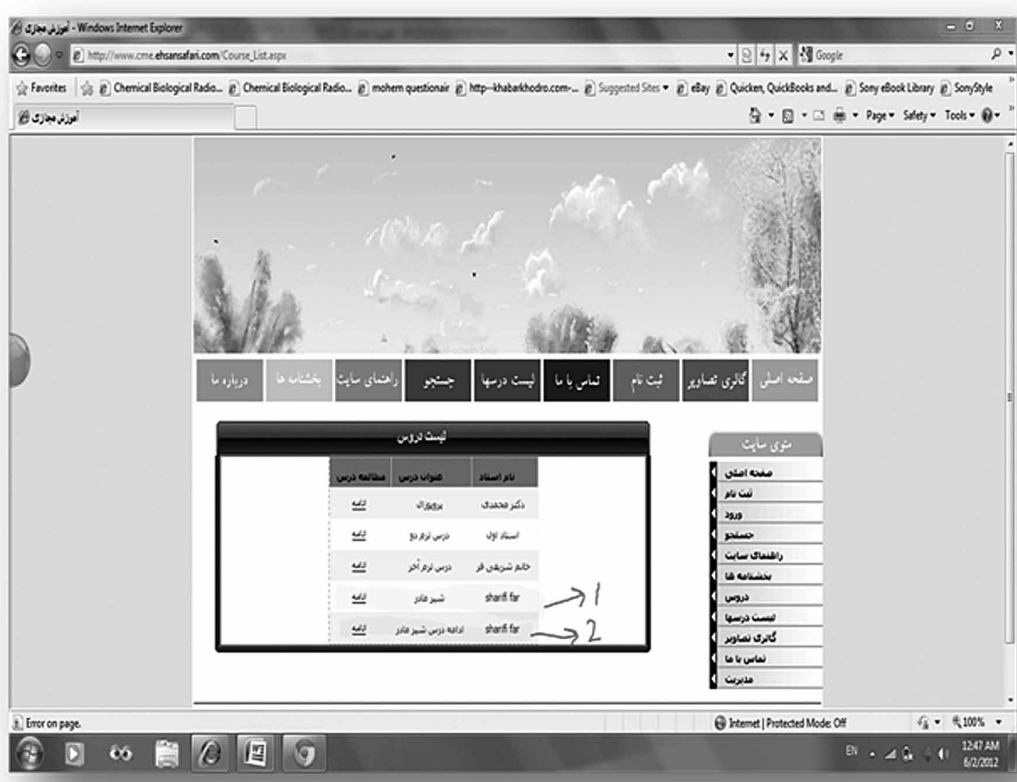 آموزش مجازی - Windows Internet Explorer
http://www.cme.ehsansafari.com/Course_List.aspx
Google
Favorites Chemical Biological Radio... Chemical Biological Radio... mohem questionair http--khabarkhodro.com-... Suggested Sites eBay Quicken, QuickBooks and... Sony eBook Library SonyStyle
آموزش مجازی
Page Safety Tools
صفحه اصلی گالری تصاویر ثبت نام تماس با ما لیست درسها جستجو راهنمای سایت بخشنامه ها درباره ما
لیست دروس
نام استاد عنوان درس مطالعه درس
دکتر محمدی ادامه
استاد اول درس ترم دو ادامه
خانم شریفی فر درس ترم آخر ادامه
sharifi far شیر مادر ادامه
1
sharifi far ادامه درس شیر مادر ادامه
2
منوی سایت
صفحه اصلی
ثبت نام
ورود
جستجو
راهنمای سایت
بخشنامه ها
دروس
لیست درسها
گالری تصاویر
تماس با ما
مدیریت
Error on page.
Internet | Protected Mode: Off
100%
EN
12:47 AM
6/2/2012